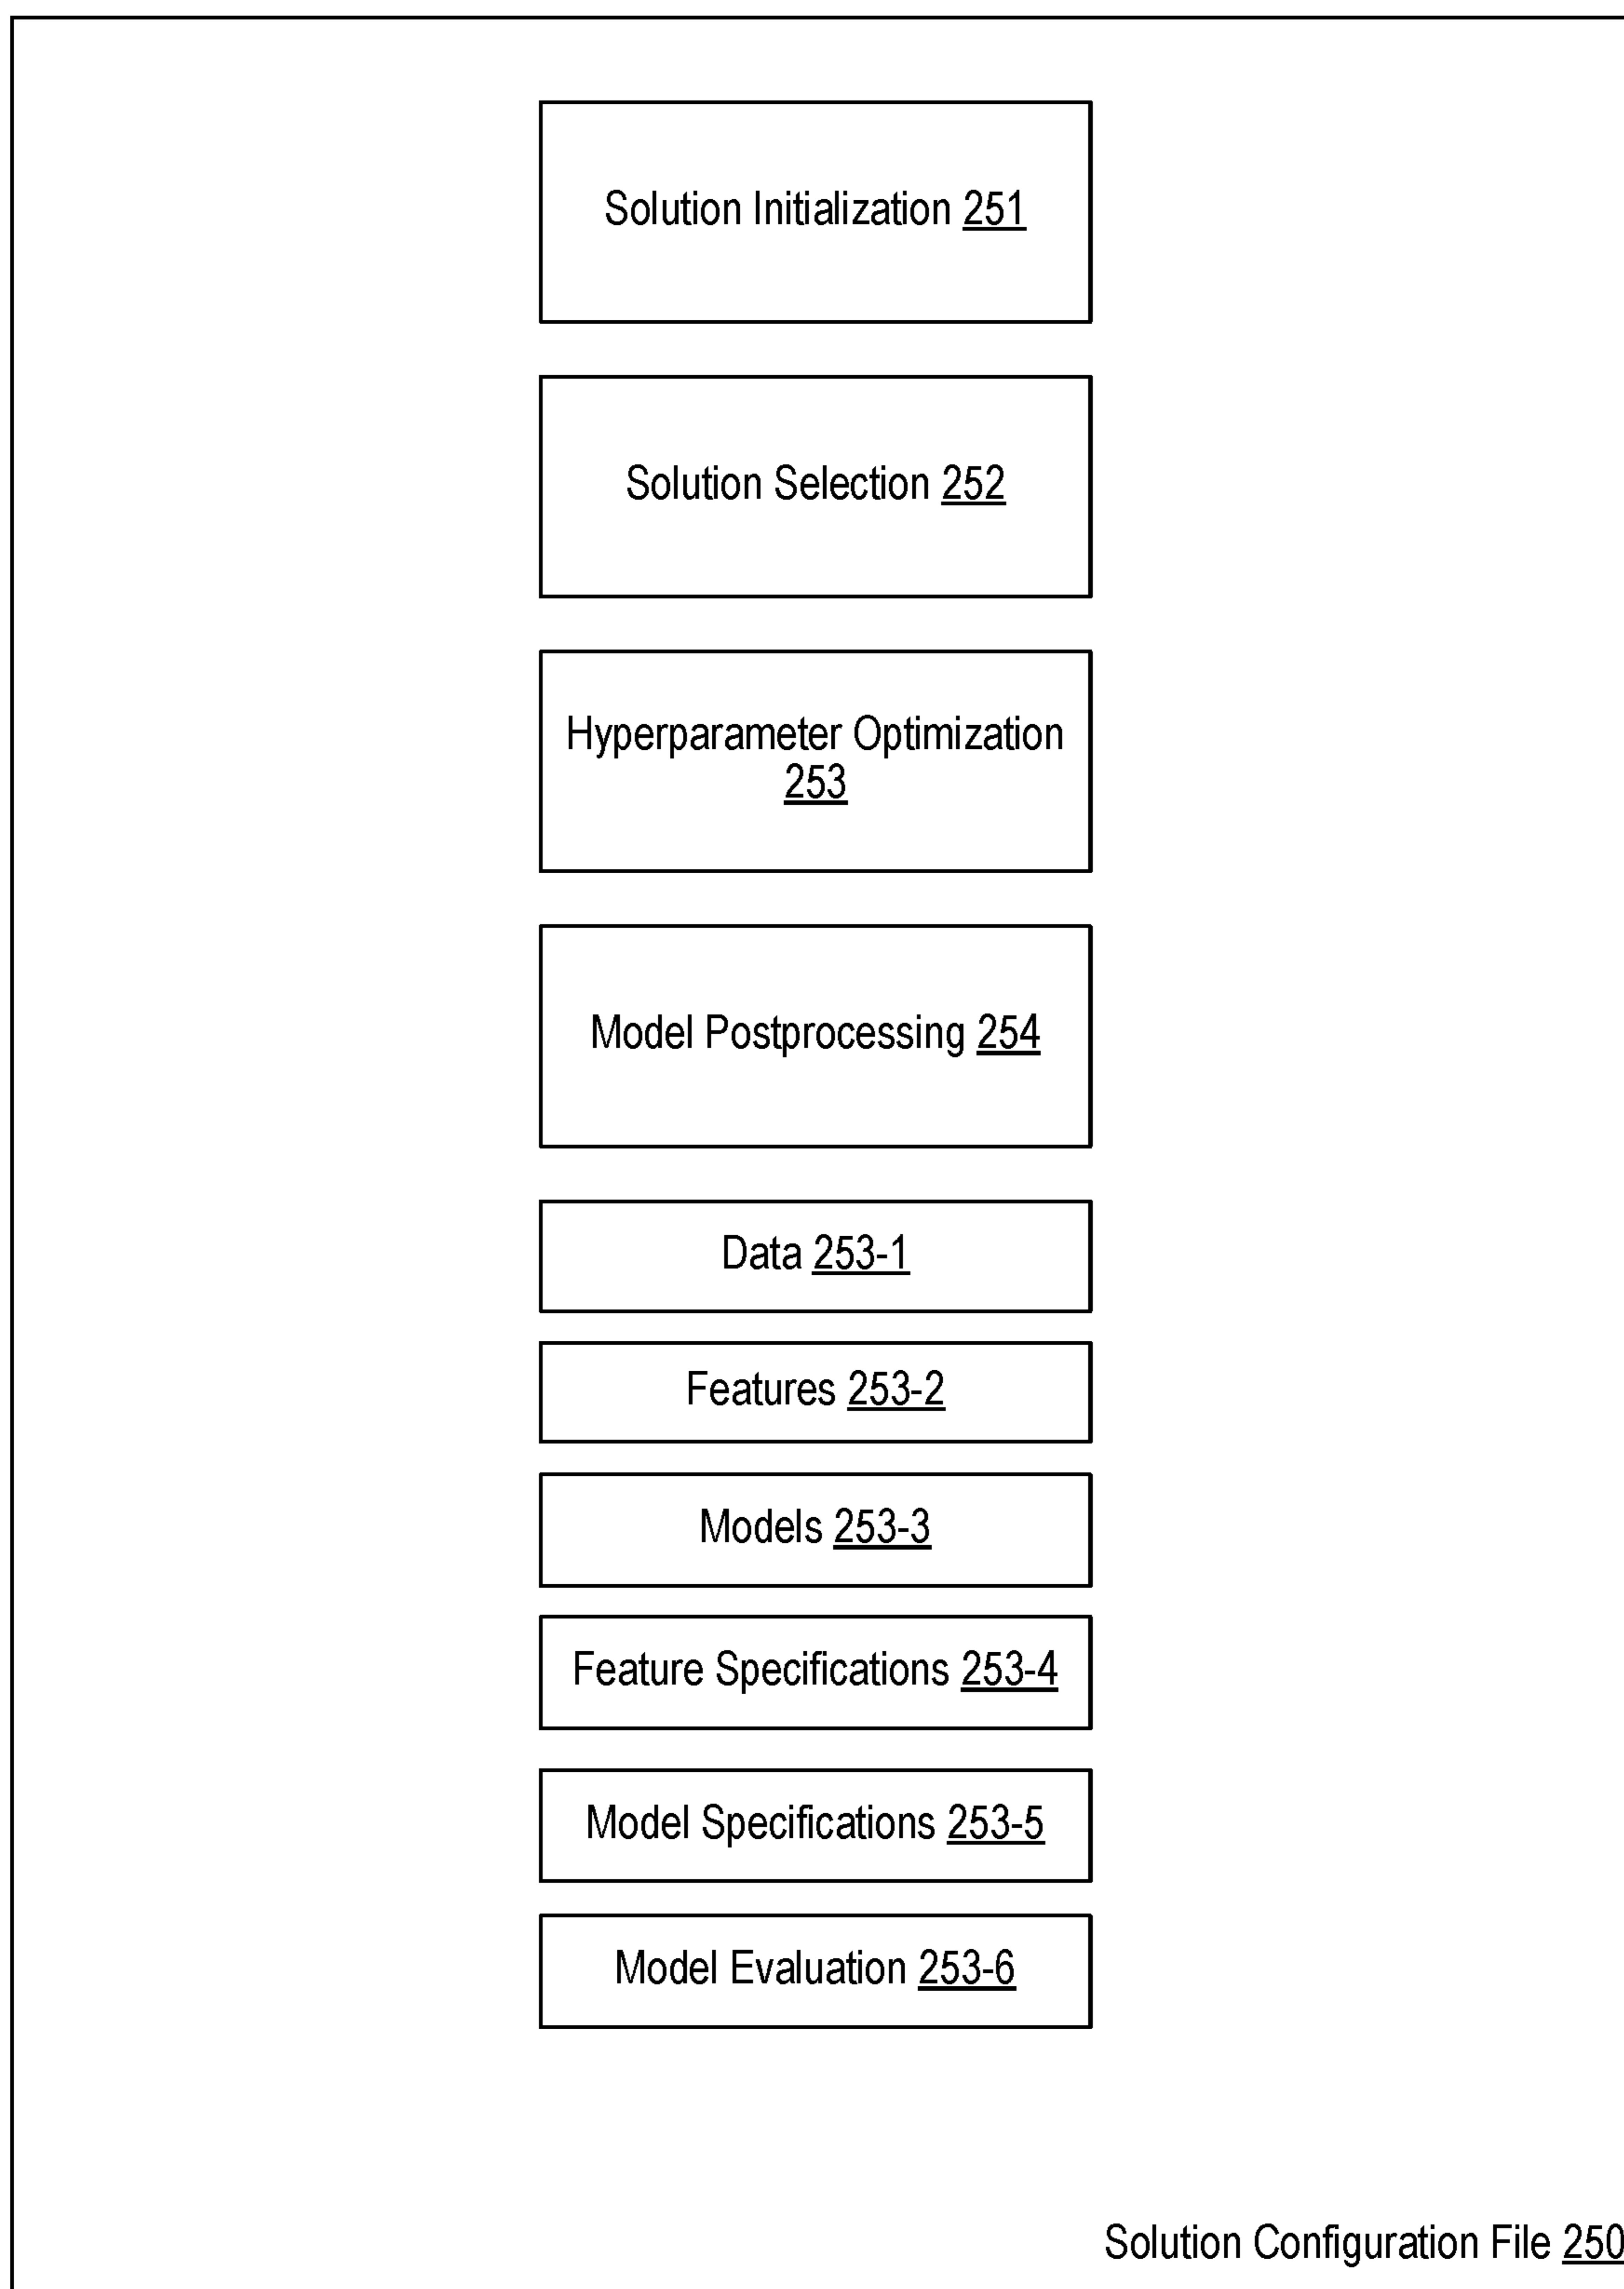 Solution Initialization 251
Solution Selection 252
Hyperparameter Optimization
253
Model Postprocessing 254
Data 253-1
Features 253-2
Models 253-3
Feature Specifications 253-4
Model Specifications 253-5
Model Evaluation 253-6
Solution Configuration File 250